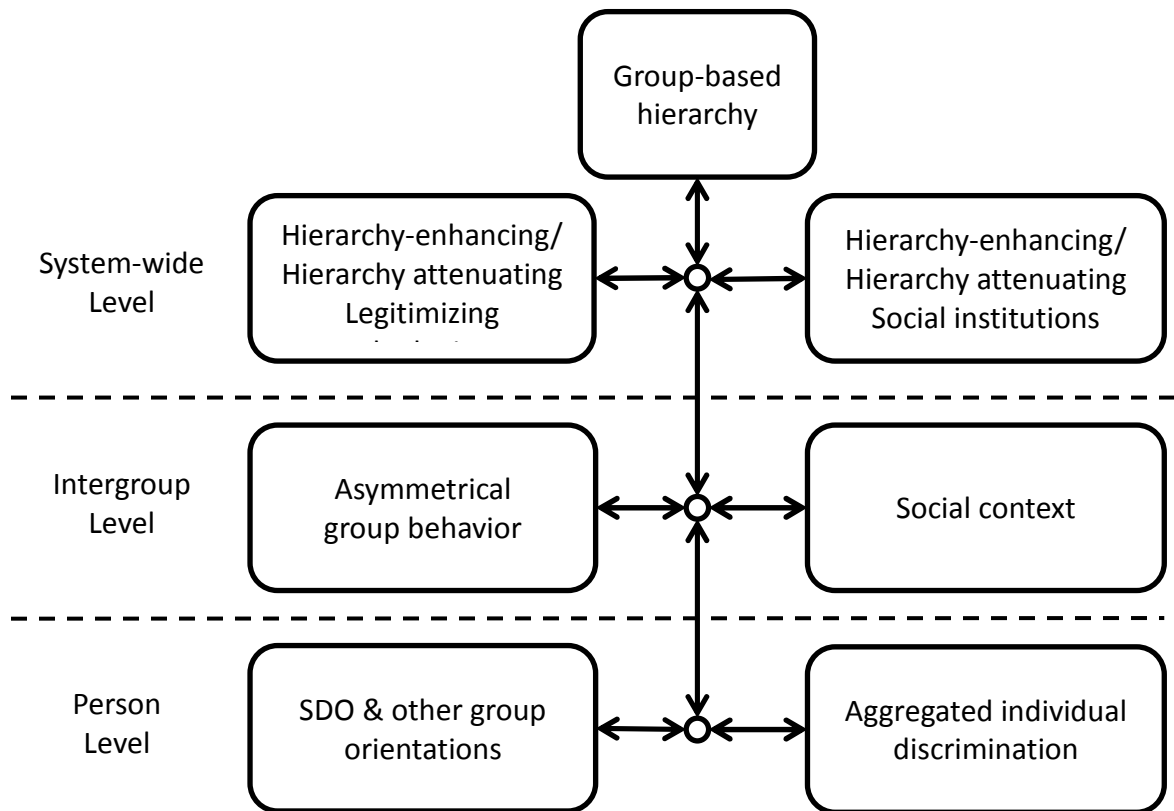 Group-based
hierarchy
System-wide
Level
Hierarchy-enhancing/
Hierarchy attenuating
Legitimizing
Hierarchy-enhancing/
Hierarchy attenuating
Social institutions
Intergroup
Level
Asymmetrical
group behavior
Social context
Person
Level
SDO & other group
orientations
Aggregated individual
discrimination